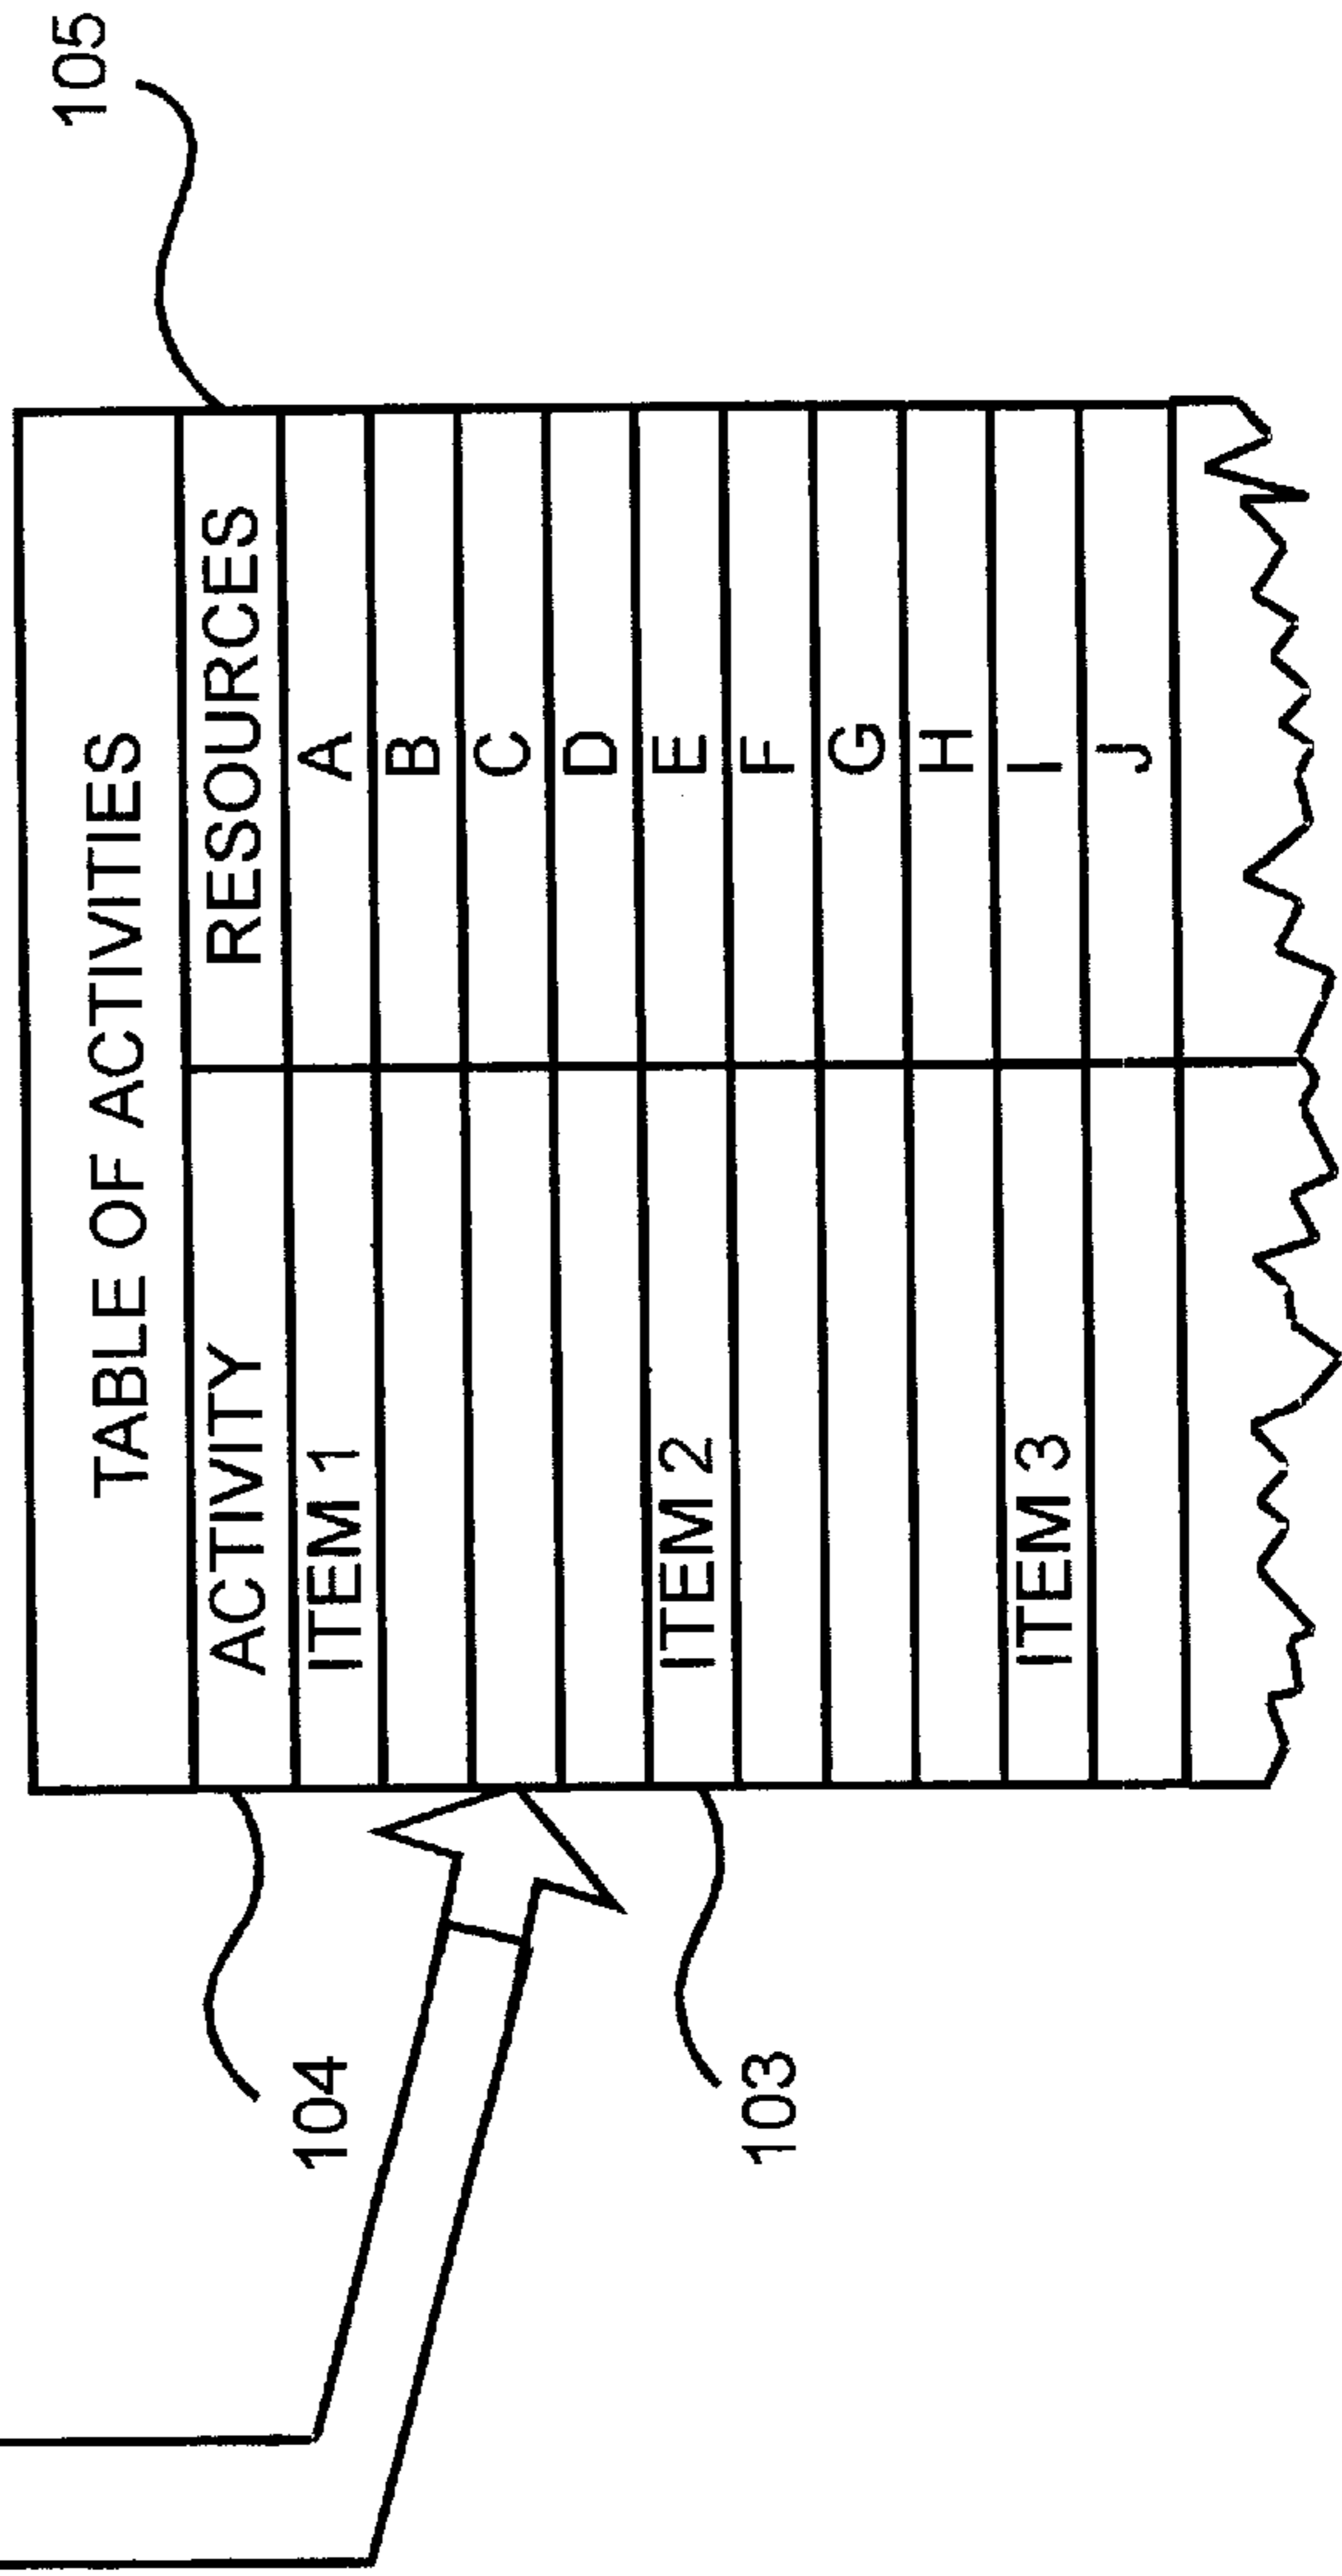 105
TABLE OF ACTIVITIES
104 ACTIVITY RESOURCES
ITEM 1 A
B
C
D
103 ITEM 2 E
F
G
H
ITEM 3 I
J